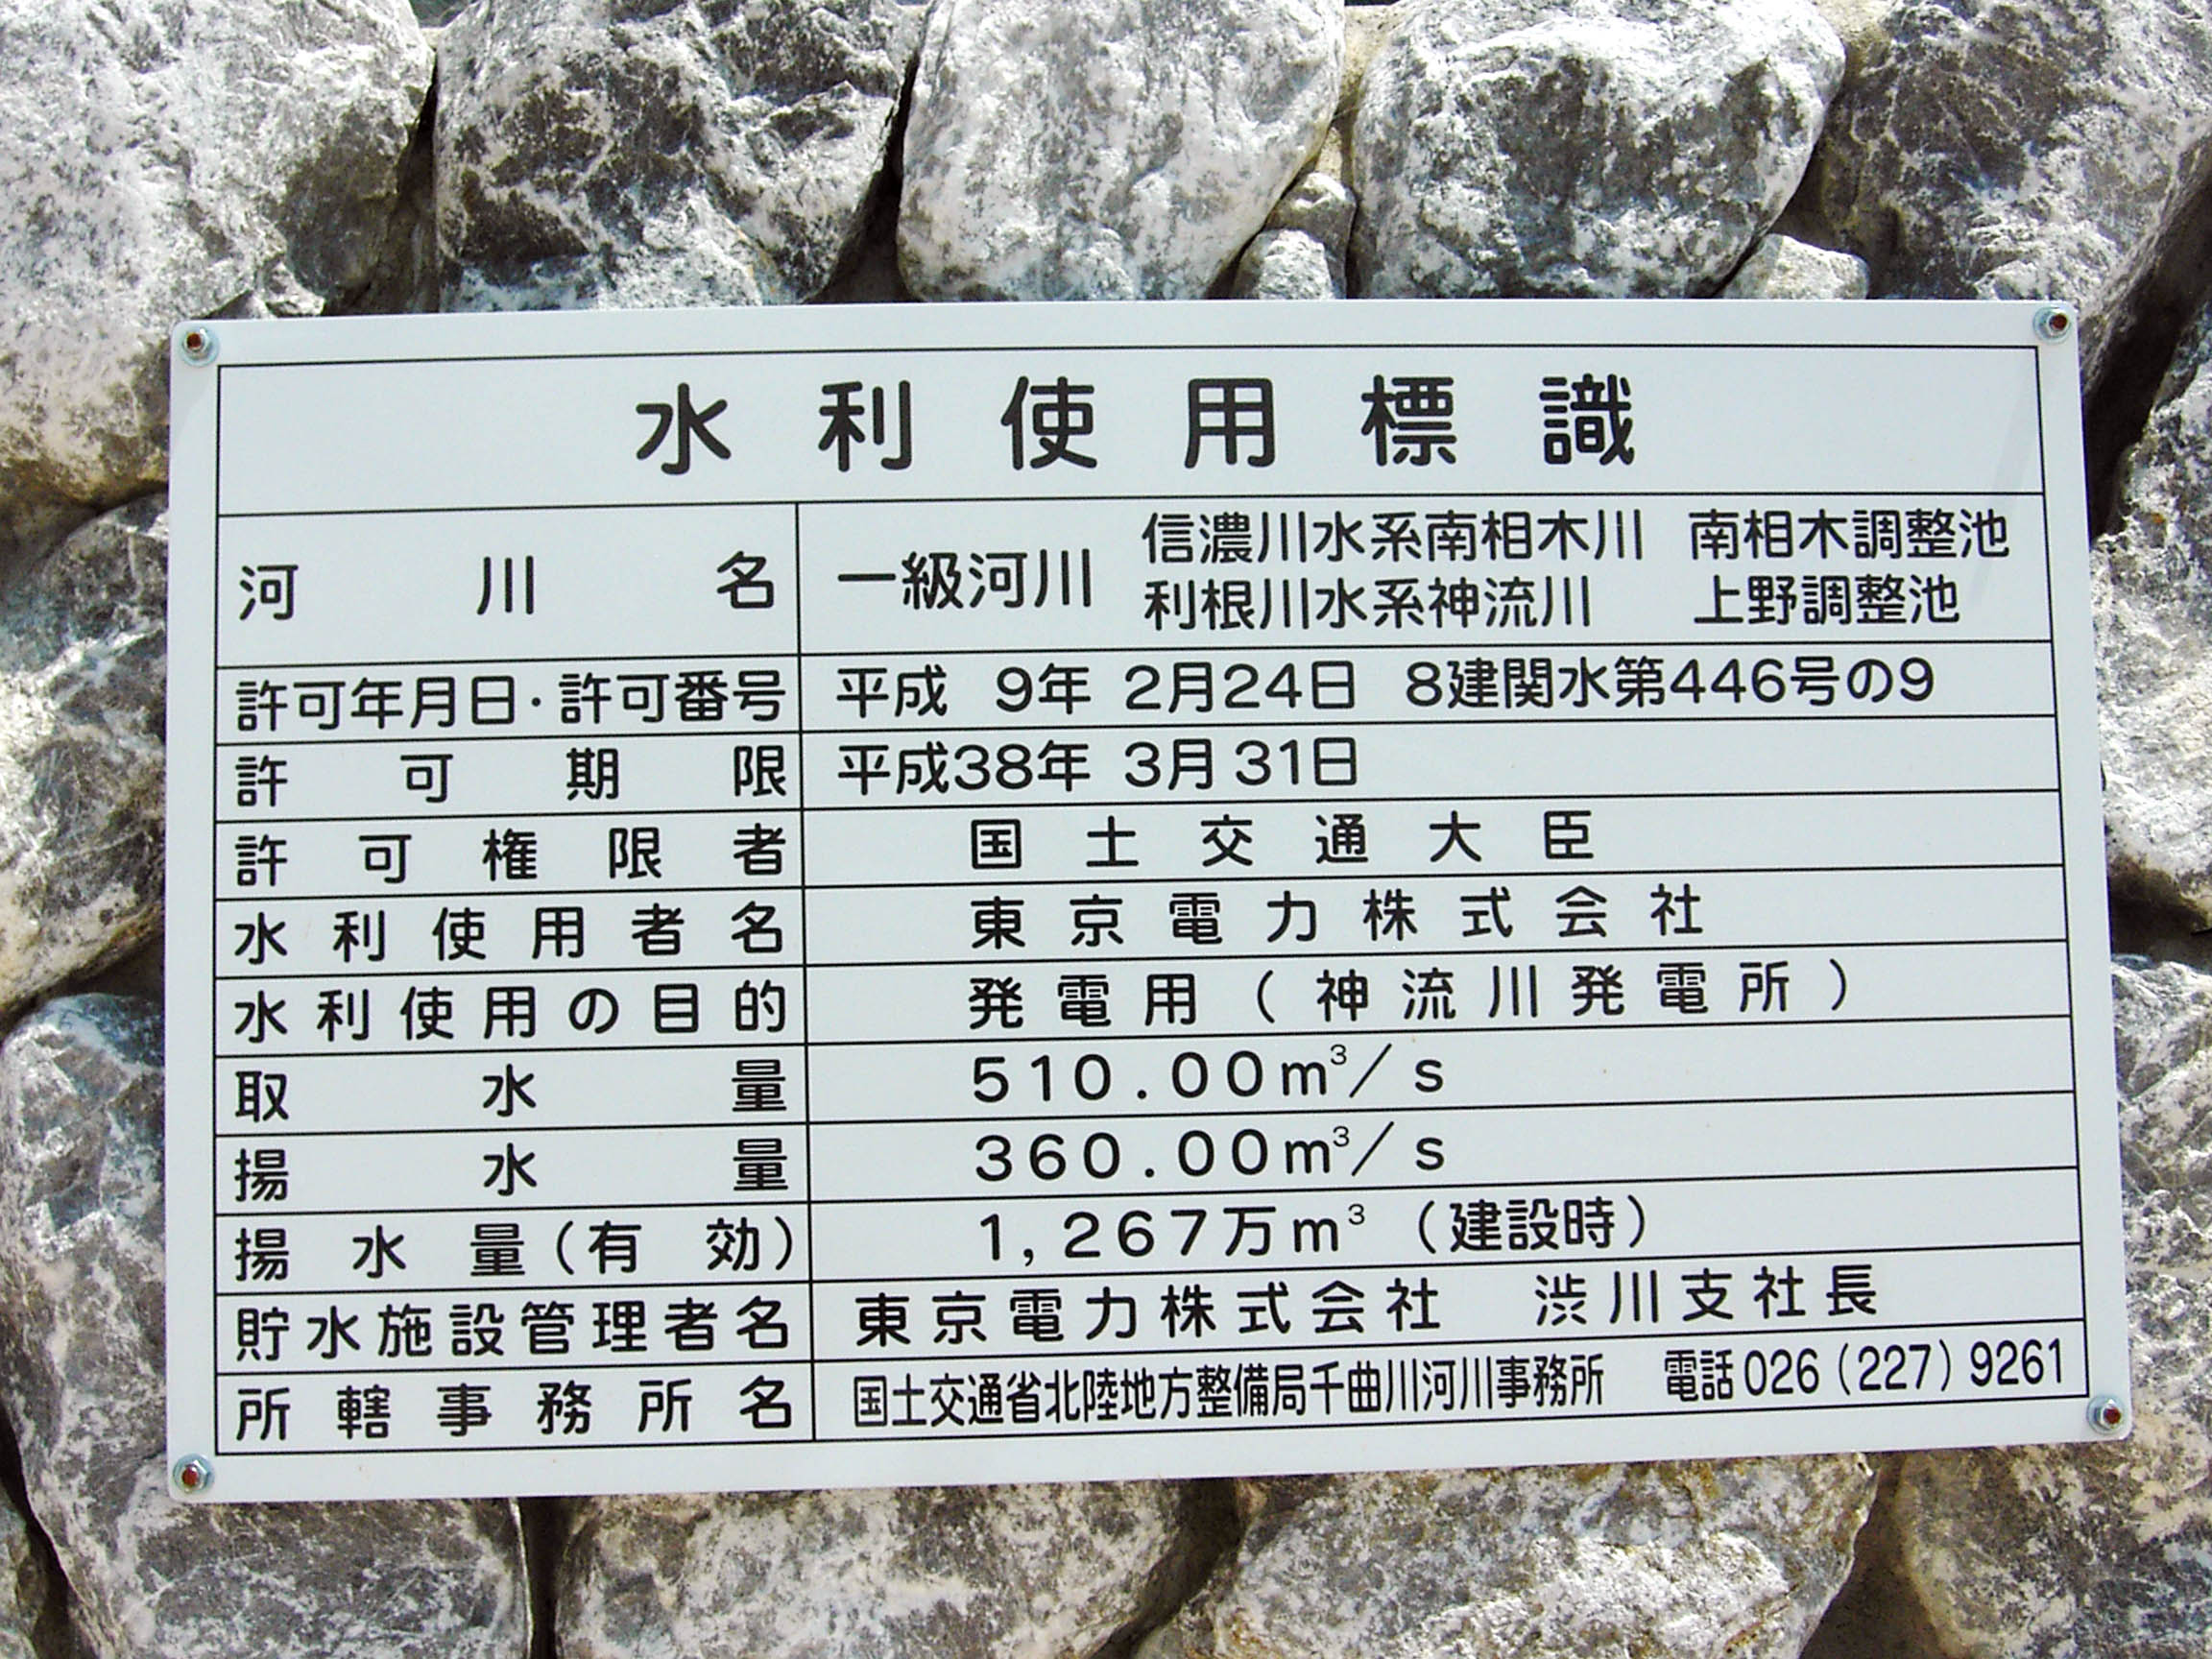 水利使用標識
河川名 一級河川 信濃川水系南相木川 南相木調整池
利根川水系神流川 上野調整池
許可年月日・許可番号 平成 9年 2月24日 8建関水第446号の9
許可期限 平成38年 3月31日
許可権限者 国土交通大臣
水利使用者名 東京電力株式会社
水利使用の目的 発電用(神流川発電所)
取水量 510.00m³/s
揚水量 360.00m³/s
揚水量(有効) 1,267万m³(建設時)
貯水施設管理者名 東京電力株式会社 渋川支社長
所轄事務所名 国土交通省北陸地方整備局千曲川河川事務所 電話026(227)9261